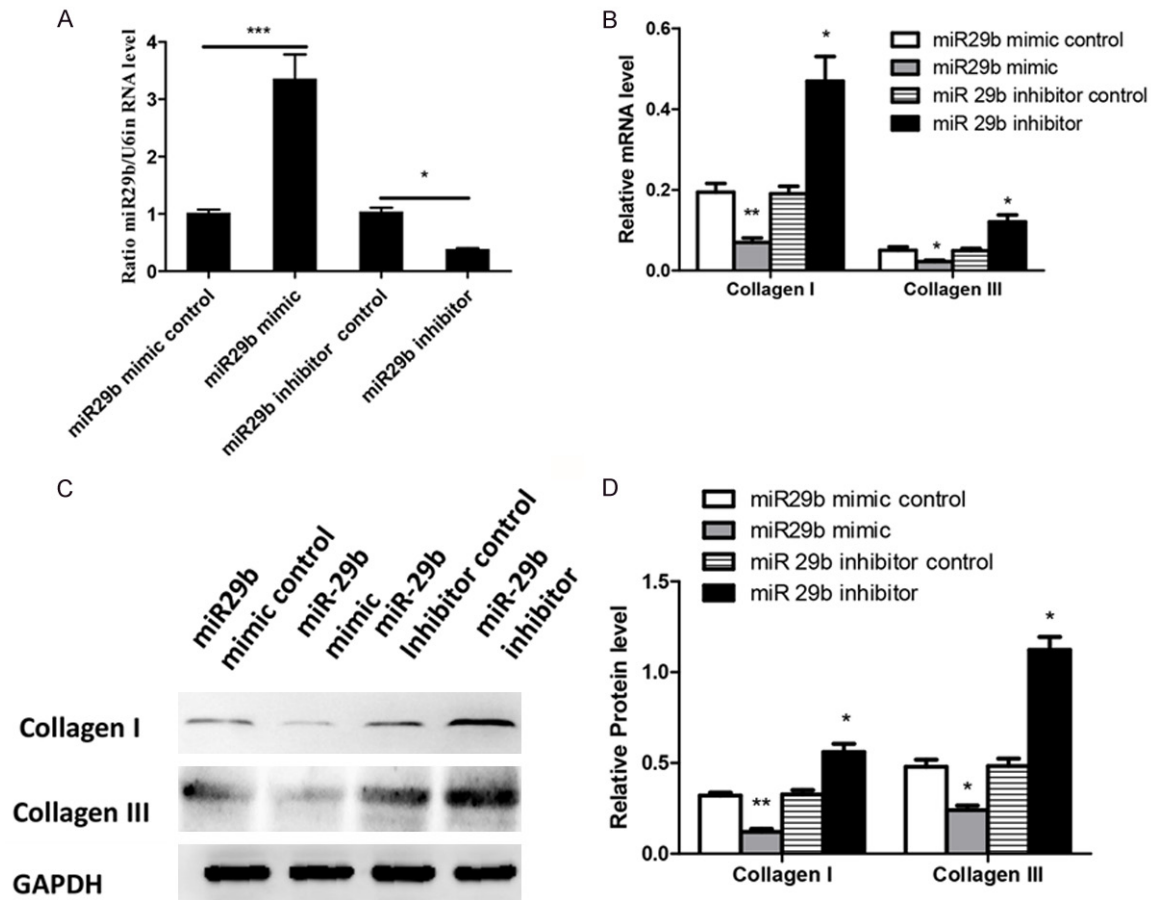 A
Ratio miR29b/U6in RNA level
4
3
2
1
0
***
*
miR29b mimic control
miR29b mimic
miR29b inhibitor control
miR29b inhibitor
B
Relative mRNA level
0.6
0.4
0.2
0.0
**
*
*
*
miR29b mimic control
miR29b mimic
miR 29b inhibitor control
miR 29b inhibitor
Collagen I
Collagen III
C
miR29b
mimic control
miR-29b
mimic
miR-29b
Inhibitor control
miR-29b
inhibitor
Collagen I
Collagen III
GAPDH
D
miR29b mimic control
miR29b mimic
miR 29b inhibitor control
miR 29b inhibitor
Relative Protein level
1.5
1.0
0.5
0.0
**
*
*
*
Collagen I
Collagen III